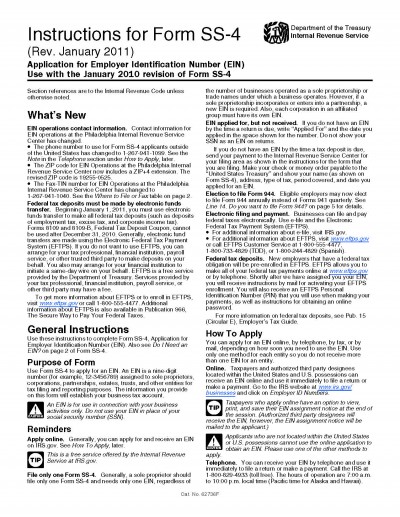 Instructions for Form SS-4
(Rev. January 2011)
Application for Employer Identification Number (EIN)
Use with the January 2010 revision of Form SS-4
Department of the Treasury
Internal Revenue Service
Section references are to the Internal Revenue Code unless
otherwise noted.
What's New
EIN operations contact information. Contact information for
EIN operations at the Philadelphia Internal Revenue Service
Center has changed:
• The phone number to use for Form SS-4 applicants outside
of the United States has changed to 1-267-941-1099. See the
Note in the Telephone section under How to Apply, later.
• The ZIP code for EIN Operations at the Philadelphia Internal
Revenue Service Center now includes a ZIP+4 extension. The
revised ZIP code is 19255-0525.
• The Fax-TIN number for EIN Operations at the Philadelphia
Internal Revenue Service Center has changed to
1-267-941-1040. See the Where to File or Fax table on page 2.
Federal tax deposits must be made by electronic funds
transfer. Beginning January 1, 2011, you must use electronic
funds transfer to make all federal tax deposits (such as deposits
of employment tax, excise tax, and corporate income tax).
Forms 8109 and 8109-B, Federal Tax Deposit Coupon, cannot
be used after December 31, 2010. Generally, electronic fund
transfers are made using the Electronic Federal Tax Payment
System (EFTPS). If you do not want to use EFTPS, you can
arrange for your tax professional, financial institution, payroll
service, or other trusted third party to make deposits on your
behalf. You also may arrange for your financial institution to
initiate a same-day wire on your behalf. EFTPS is a free service
provided by the Department of Treasury. Services provided by
your tax professional, financial institution, payroll service, or
other third party may have a fee.
To get more information about EFTPS or to enroll in EFTPS,
visit www.eftps.gov or call 1-800-555-4477. Additional
information about EFTPS is also available in Publication 966,
The Secure Way to Pay Your Federal Taxes.
General Instructions
Use these instructions to complete Form SS-4, Application for
Employer Identification Number (EIN). Also see Do I Need an
EIN? on page 2 of Form SS-4.
Purpose of Form
Use Form SS-4 to apply for an EIN. An EIN is a nine-digit
number (for example, 12-3456789) assigned to sole proprietors,
corporations, partnerships, estates, trusts, and other entities for
tax filing and reporting purposes. The information you provide
on this form will establish your business tax account.
An EIN is for use in connection with your business
activities only. Do not use your EIN in place of your
social security number (SSN).
Reminders
Apply online. Generally, you can apply for and receive an EIN
on IRS.gov. See How To Apply, later.
TIP
This is a free service offered by the Internal Revenue
Service at IRS.gov.
File only one Form SS-4. Generally, a sole proprietor should
file only one Form SS-4 and needs only one EIN, regardless of
the number of businesses operated as a sole proprietorship or
trade names under which a business operates. However, if a
sole proprietorship incorporates or enters into a partnership, a
new EIN is required. Also, each corporation in an affiliated
group must have its own EIN.
EIN applied for, but not received. If you do not have an EIN
by the time a return is due, write "Applied For" and the date you
applied in the space shown for the number. Do not show your
SSN as an EIN on returns.
If you do not have an EIN by the time a tax deposit is due,
send your payment to the Internal Revenue Service Center for
your filing area as shown in the instructions for the form that
you are filing. Make your check or money order payable to the
"United States Treasury" and show your name (as shown on
Form SS-4), address, type of tax, period covered, and date you
applied for an EIN.
Election to file Form 944. Eligible employers may now elect
to file Form 944 annually instead of Forms 941 quarterly. See
Line 14. Do you want to file Form 944? on page 5 for details.
Electronic filing and payment. Businesses can file and pay
federal taxes electronically. Use e-file and the Electronic
Federal Tax Payment System (EFTPS).
• For additional information about e-file, visit IRS.gov.
• For additional information about EFTPS, visit www.eftps.gov
or call EFTPS Customer Service at 1-800-555-4477,
1-800-733-4829 (TDD), or 1-800-244-4829 (Spanish).
Federal tax deposits. New employers that have a federal tax
obligation will be pre-enrolled in EFTPS. EFTPS allows you to
make all of your federal tax payments online at www.eftps.gov
or by telephone. Shortly after we have assigned you your EIN,
you will receive instructions by mail for activating your EFTPS
enrollment. You will also receive an EFTPS Personal
Identification Number (PIN) that you will use when making your
payments, as well as instructions for obtaining an online
password.
For more information on federal tax deposits, see Pub. 15
(Circular E), Employer's Tax Guide.
How To Apply
You can apply for an EIN online, by telephone, by fax, or by
mail, depending on how soon you need to use the EIN. Use
only one method for each entity so you do not receive more
than one EIN for an entity.
Online. Taxpayers and authorized third party designees
located within the United States and U.S. possessions can
receive an EIN online and use it immediately to file a return or
make a payment. Go to the IRS website at www.irs.gov/
businesses and click on Employer ID Numbers.
TIP
Taxpayers who apply online have an option to view,
print, and save their EIN assignment notice at the end of
the session. (Authorized third party designees will
receive the EIN, however, the EIN assignment notice will be
mailed to the applicant.)
Applicants who are not located within the United States
or U.S. possessions cannot use the online application to
obtain an EIN. Please use one of the other methods to
apply.
Telephone. You can receive your EIN by telephone and use it
immediately to file a return or make a payment. Call the IRS at
1-800-829-4933 (toll free). The hours of operation are 7:00 a.m.
to 10:00 p.m. local time (Pacific time for Alaska and Hawaii).
Cat. No. 62736F